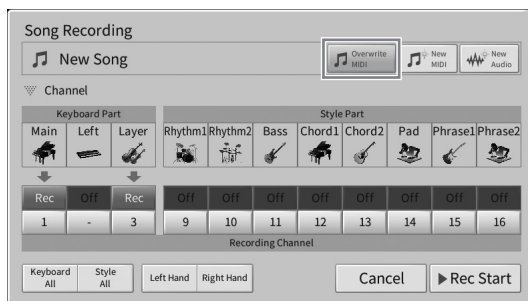 Song Recording
New Song
Overwrite MIDI
New MIDI
New Audio
Channel
Keyboard Part
Style Part
Main Left Layer Rhythm1 Rhythm2 Bass Chord1 Chord2 Pad Phrase1 Phrase2
Rec Off Rec Off Off Off Off Off Off Off Off
1 - 3 9 10 11 12 13 14 15 16
Recording Channel
Keyboard All
Style All
Left Hand Right Hand
Cancel
Rec Start